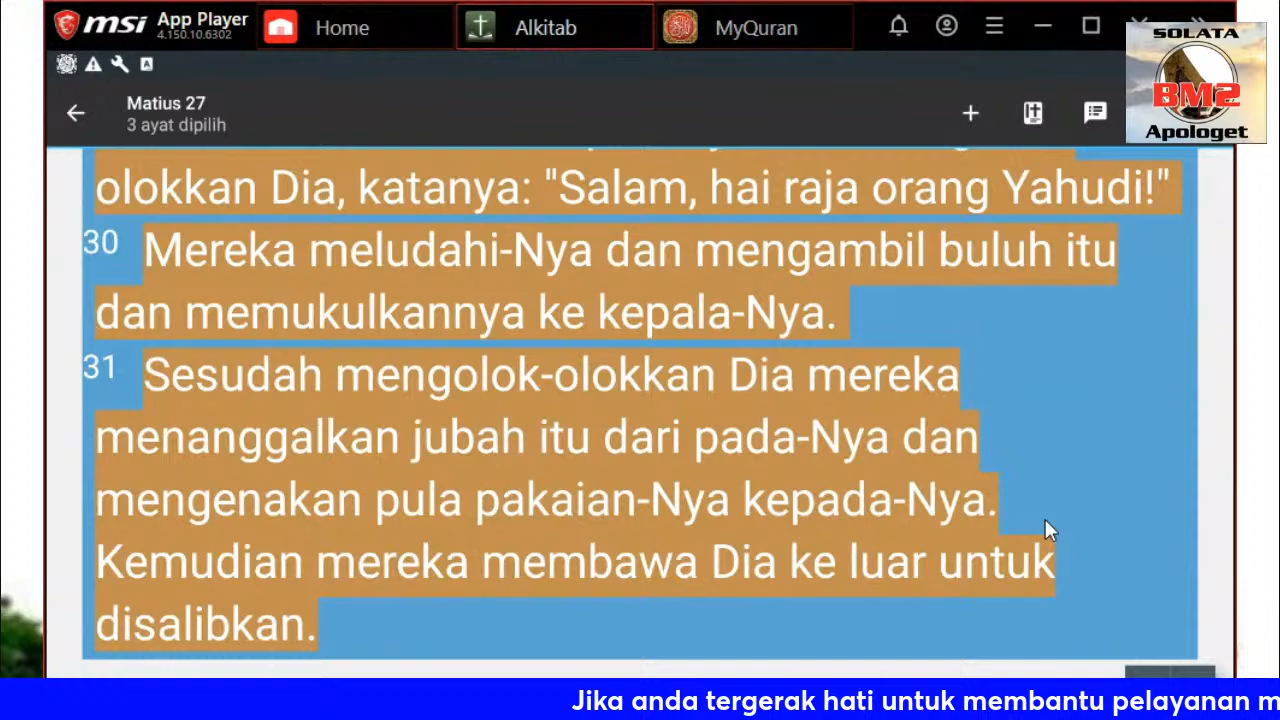 msi App Player
4.150.10.6302
Home
Alkitab
MyQuran
SOLATA
BM2
Apologet
Matius 27
3 ayat dipilih
olokkan Dia, katanya: "Salam, hai raja orang Yahudi!"
30 Mereka meludahi-Nya dan mengambil buluh itu
dan memukulkannya ke kepala-Nya.
31 Sesudah mengolok-olokkan Dia mereka
menanggalkan jubah itu dari pada-Nya dan
mengenakan pula pakaian-Nya kepada-Nya.
Kemudian mereka membawa Dia ke luar untuk
disalibkan.
Jika anda tergerak hati untuk membantu pelayanan m